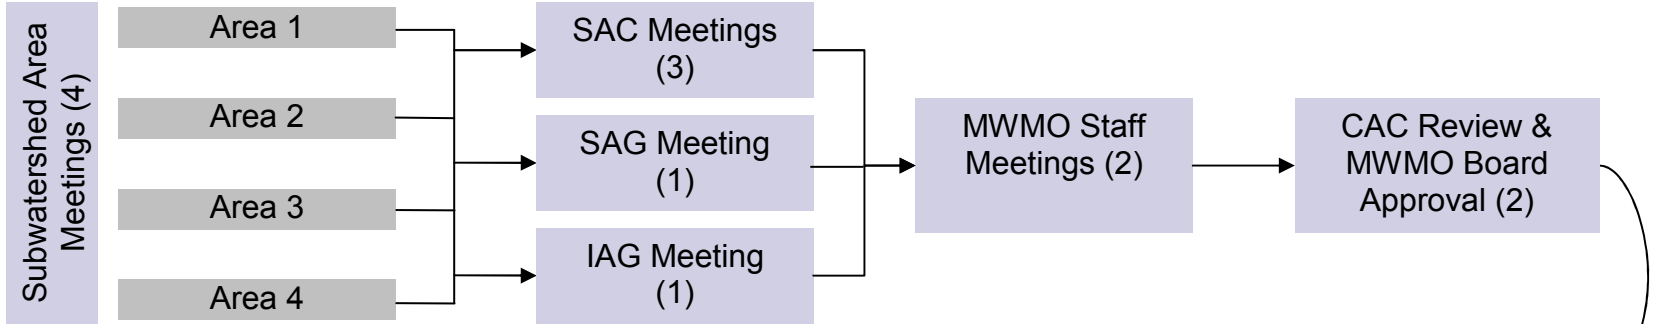 Subwatershed Area
Meetings (4)
Area 1
Area 2
Area 3
Area 4
SAC Meetings
(3)
SAG Meeting
(1)
IAG Meeting
(1)
MWMO Staff
Meetings (2)
CAC Review &
MWMO Board
Approval (2)